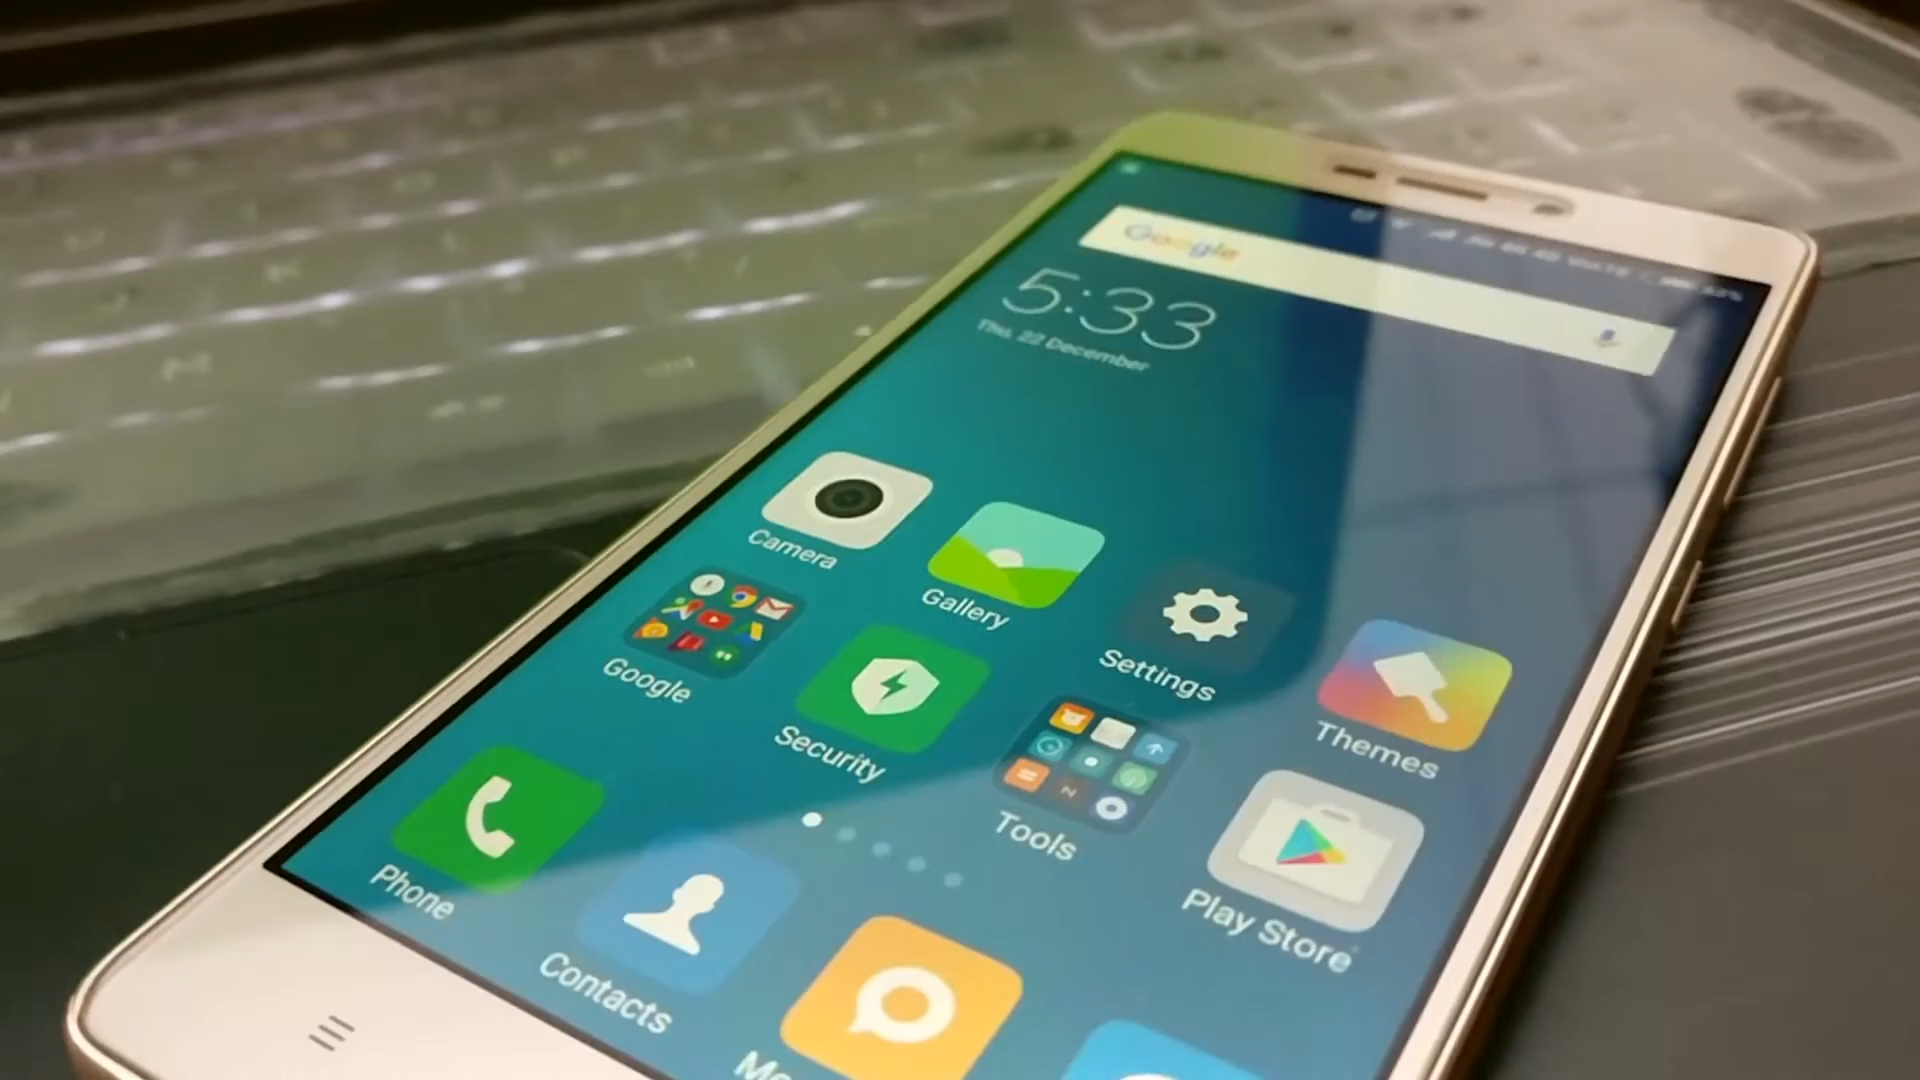 Google
5:33
Thu, 22 December
Camera
Gallery
Settings
Themes
Google
Security
Tools
Play Store
Phone
Contacts